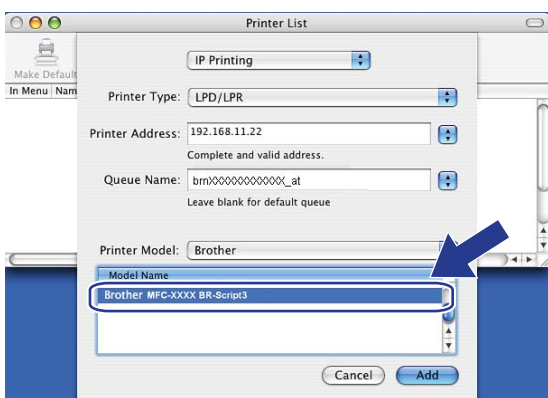 Printer List
IP Printing
Make Default
In Menu Nam
Printer Type: LPD/LPR
Printer Address: 192.168.11.22
Complete and valid address.
Queue Name: brnXXXXXXXXXXXX_at
Leave blank for default queue
Printer Model: Brother
Model Name
Brother MFC-XXXX BR-Script3
Cancel Add